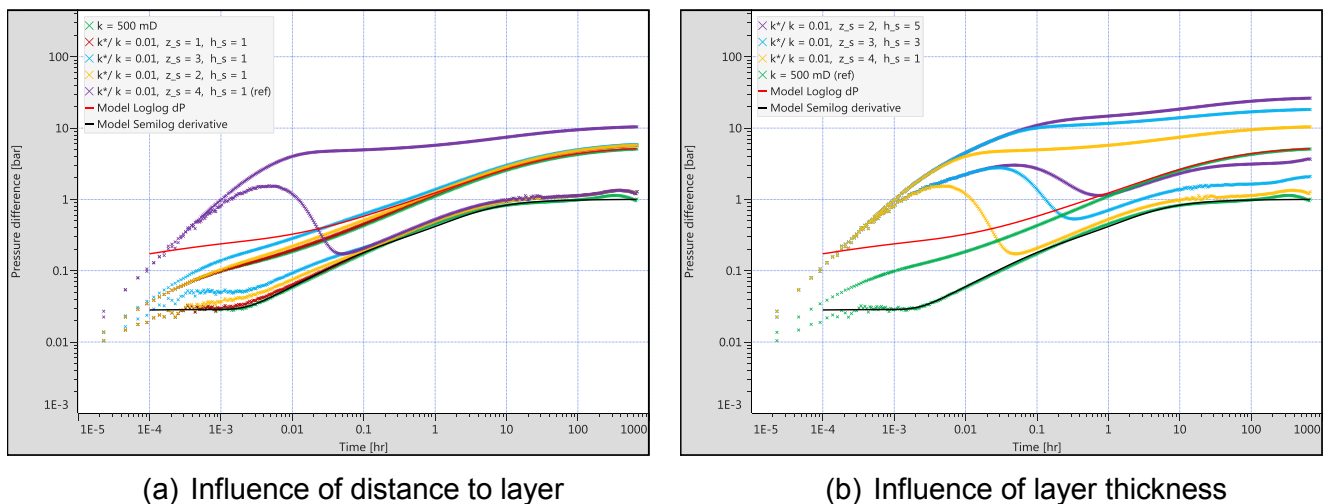 100
10
1
0.1
0.01
1E-3
Pressure difference [bar]
k = 500 mD
k*/ k = 0.01, z_s = 1, h_s = 1
k*/ k = 0.01, z_s = 3, h_s = 1
k*/ k = 0.01, z_s = 2, h_s = 1
k*/ k = 0.01, z_s = 4, h_s = 1 (ref)
Model Loglog dP
Model Semilog derivative
1E-5 1E-4 1E-3 0.01 0.1 1 10 100 1000
Time [hr]
(a) Influence of distance to layer
100
10
1
0.1
0.01
1E-3
Pressure difference [bar]
k*/ k = 0.01, z_s = 2, h_s = 5
k*/ k = 0.01, z_s = 3, h_s = 3
k*/ k = 0.01, z_s = 4, h_s = 1
k = 500 mD (ref)
Model Loglog dP
Model Semilog derivative
1E-5 1E-4 1E-3 0.01 0.1 1 10 100 1000
Time [hr]
(b) Influence of layer thickness